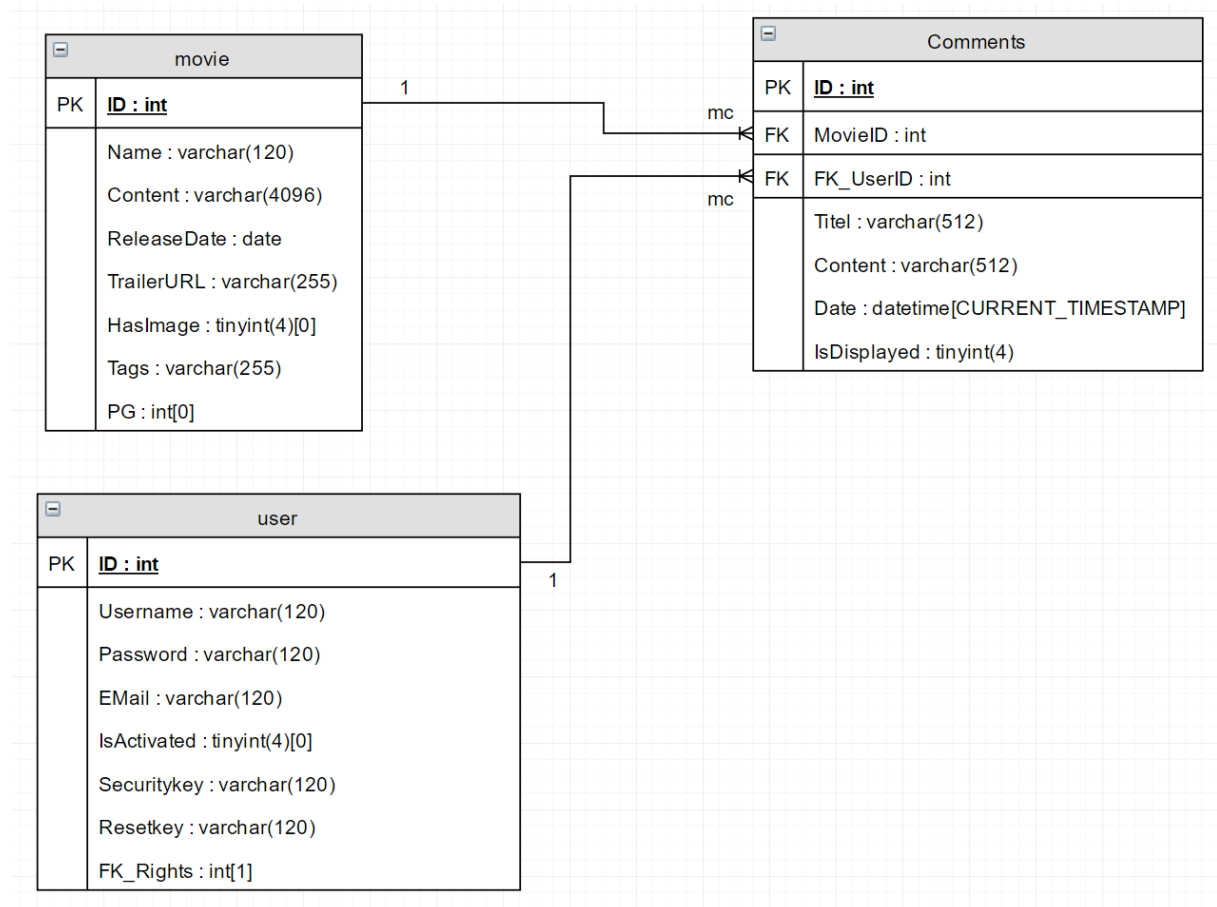 movie
PK ID : int
Name : varchar(120)
Content : varchar(4096)
ReleaseDate : date
TrailerURL : varchar(255)
HasImage : tinyint(4)[0]
Tags : varchar(255)
PG : int[0]
1
mc
Comments
PK ID : int
FK MovieID : int
FK FK_UserID : int
Titel : varchar(512)
Content : varchar(512)
Date : datetime[CURRENT_TIMESTAMP]
IsDisplayed : tinyint(4)
mc
user
PK ID : int
Username : varchar(120)
Password : varchar(120)
EMail : varchar(120)
IsActivated : tinyint(4)[0]
Securitykey : varchar(120)
Resetkey : varchar(120)
FK_Rights : int[1]
1